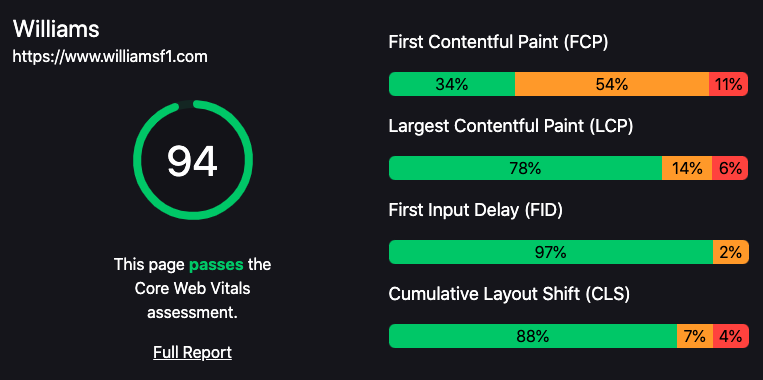 Williams
https://www.williamsf1.com
94
This page passes the
Core Web Vitals
assessment.
Full Report
First Contentful Paint (FCP)
34% 54% 11%
Largest Contentful Paint (LCP)
78% 14% 6%
First Input Delay (FID)
97% 2%
Cumulative Layout Shift (CLS)
88% 7% 4%